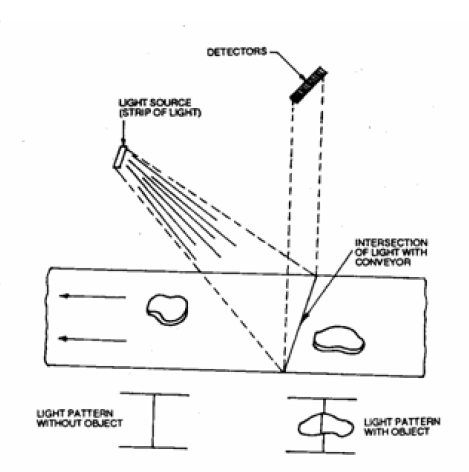 DETECTORS
LIGHT SOURCE
(STRIP OF LIGHT)
INTERSECTION
OF LIGHT WITH
CONVEYOR
LIGHT PATTERN
WITHOUT OBJECT
LIGHT PATTERN
WITH OBJECT